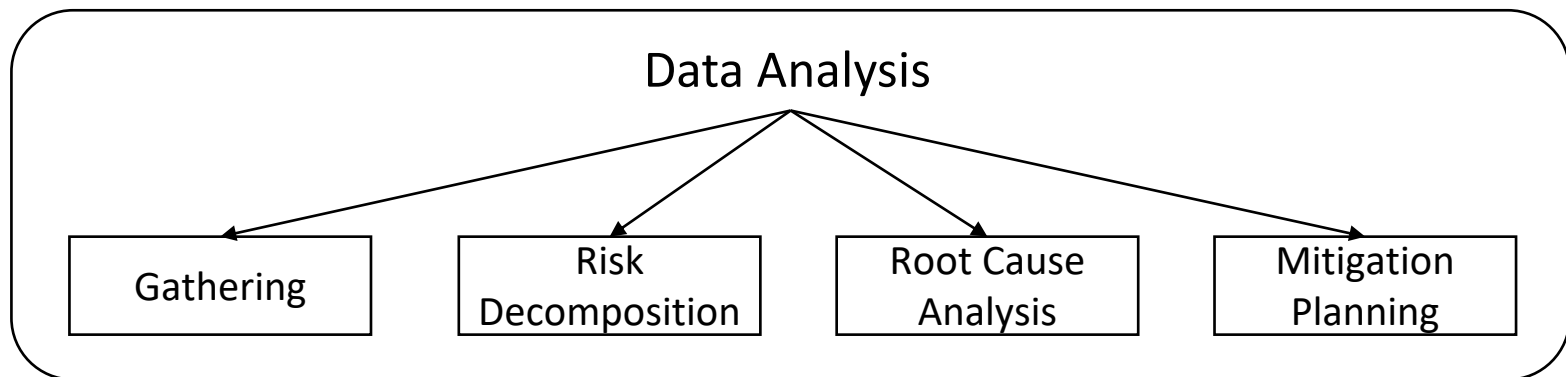 Data Analysis
Gathering
Risk
Decomposition
Root Cause
Analysis
Mitigation
Planning